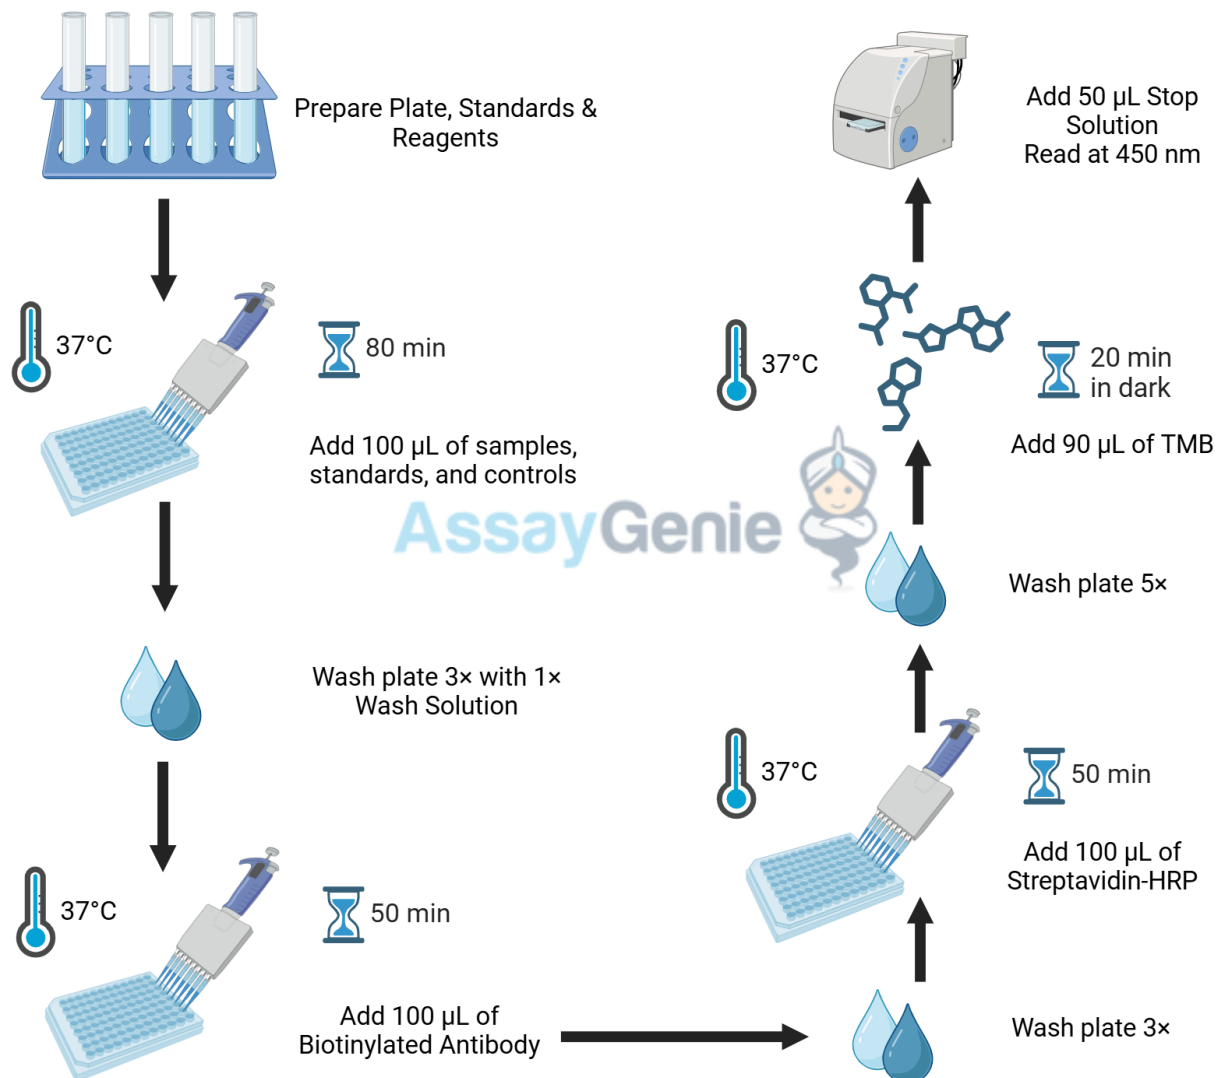 Prepare Plate, Standards &
Reagents
37°C
80 min
Add 100 µL of samples,
standards, and controls
Wash plate 3× with 1×
Wash Solution
37°C
50 min
Add 100 µL of
Biotinylated Antibody
Wash plate 3×
37°C
50 min
Add 100 µL of
Streptavidin-HRP
Wash plate 5×
37°C
20 min
in dark
Add 90 µL of TMB
Add 50 µL Stop
Solution
Read at 450 nm
AssayGenie